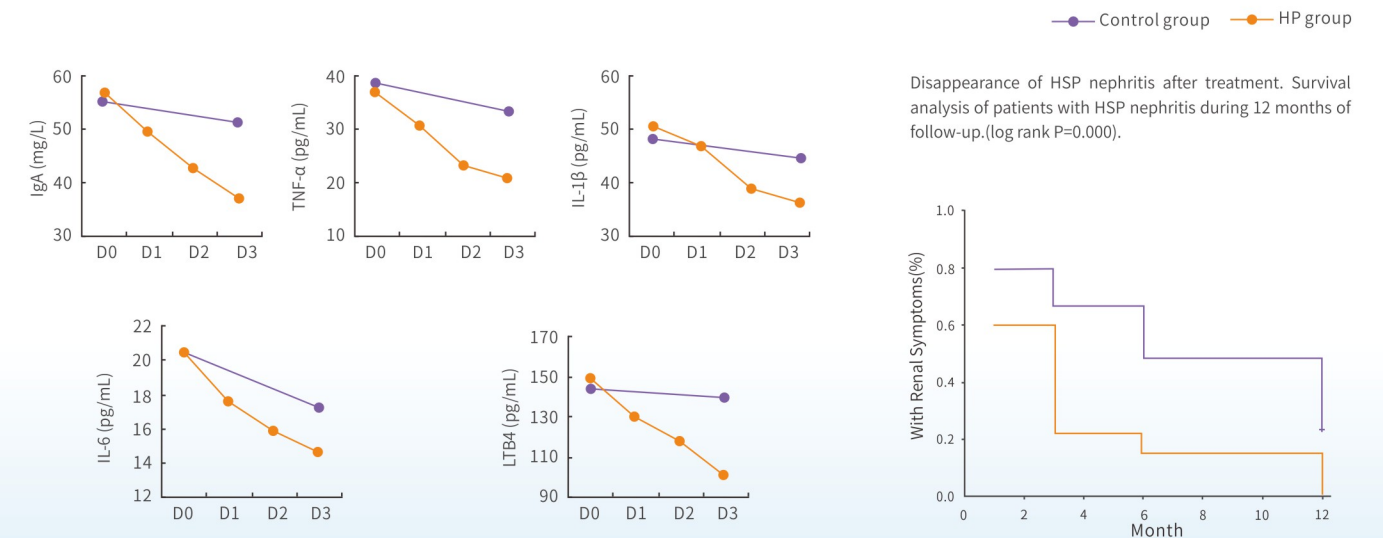 Control group
HP group
Disappearance of HSP nephritis after treatment. Survival
analysis of patients with HSP nephritis during 12 months of
follow-up.(log rank P=0.000).
IgA (mg/L)
60
50
40
30
D0 D1 D2 D3
TNF-α (pg/mL)
40
30
20
10
D0 D1 D2 D3
IL-1β (pg/mL)
60
50
40
30
D0 D1 D2 D3
IL-6 (pg/mL)
22
20
18
16
14
12
D0 D1 D2 D3
LTB4 (pg/mL)
170
150
130
110
90
D0 D1 D2 D3
With Renal Symptoms(%)
1.0
0.8
0.6
0.4
0.2
0.0
0 2 4 6 8 10 12
Month